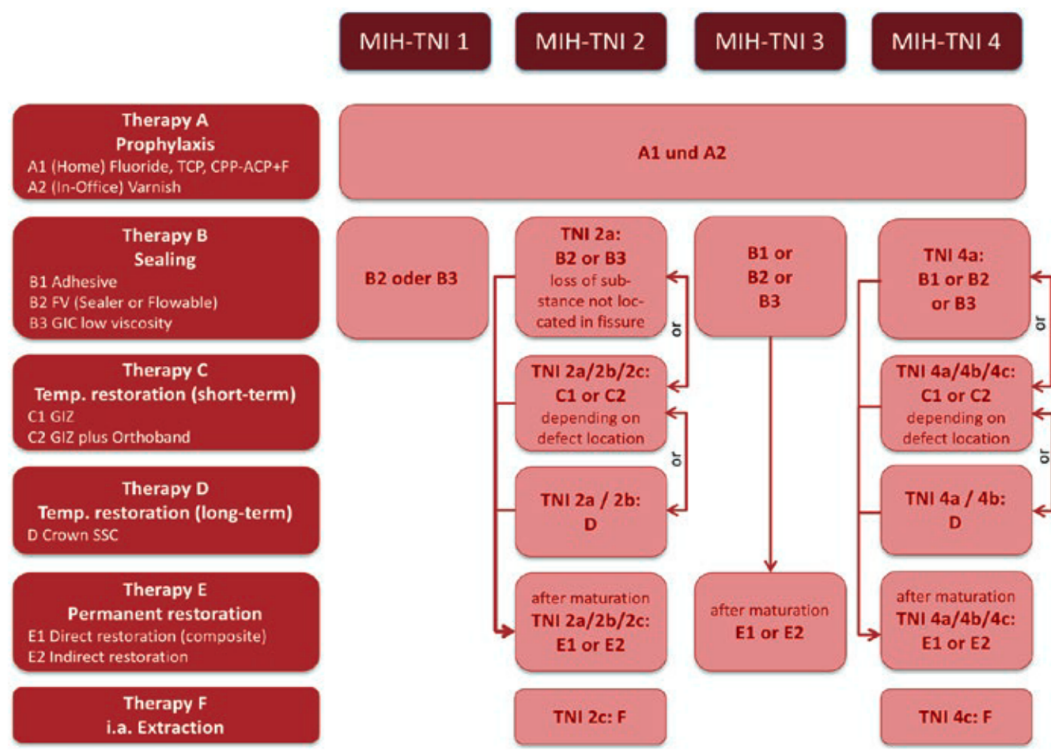 MIH-TNI 1
MIH-TNI 2
MIH-TNI 3
MIH-TNI 4
Therapy A
Prophylaxis
A1 (Home) Fluoride, TCP, CPP-ACP+F
A2 (In-Office) Varnish
A1 und A2
Therapy B
Sealing
B1 Adhesive
B2 FV (Sealer or Flowable)
B3 GIC low viscosity
B2 oder B3
TNI 2a:
B2 or B3
loss of sub-
stance not lo-
cated in fissure
or
B1 or
B2 or
B3
TNI 4a:
B1 or B2
or B3
or
Therapy C
Temp. restoration (short-term)
C1 GIZ
C2 GIZ plus Orthoband
TNI 2a/2b/2c:
C1 or C2
depending on
defect location
or
TNI 4a/4b/4c:
C1 or C2
depending on
defect location
or
Therapy D
Temp. restoration (long-term)
D Crown SSC
TNI 2a / 2b:
D
TNI 4a / 4b:
D
Therapy E
Permanent restoration
E1 Direct restoration (composite)
E2 Indirect restoration
after maturation
TNI 2a/2b/2c:
E1 or E2
after maturation
E1 or E2
after maturation
TNI 4a/4b/4c:
E1 or E2
Therapy F
i.a. Extraction
TNI 2c: F
TNI 4c: F